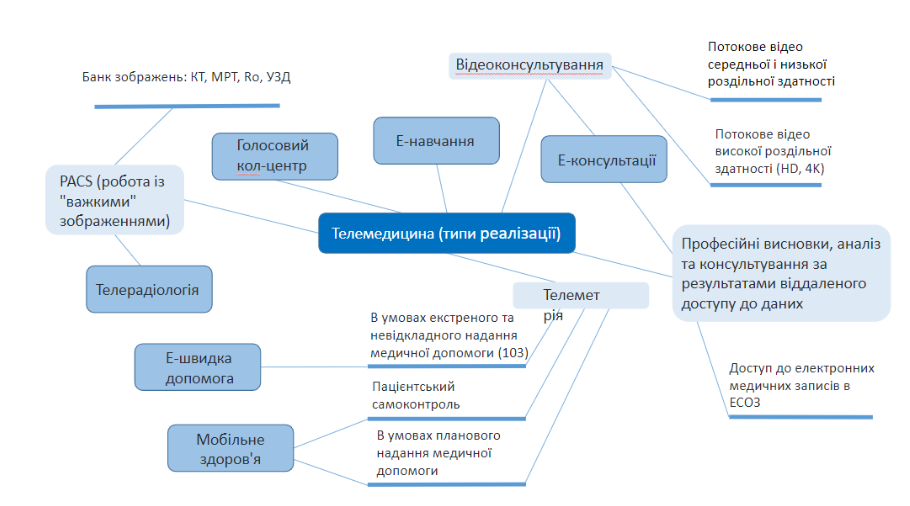 Потокове відео
середньої і низької
роздільної здатності
Відеоконсультування
Банк зображень: КТ, МРТ, Ro, УЗД
Голосовий
кол-центр
Е-навчання
Е-консультації
Потокове відео
високої роздільної
здатності (HD, 4K)
PACS (робота із
"важкими"
зображеннями)
Телемедицина (типи реалізації)
Професійні висновки, аналіз
та консультування за
результатами віддаленого
доступу до даних
Телерадіологія
Телемет
рія
В умовах екстреного та
невідкладного надання
медичної допомоги (103)
Е-швидка
допомога
Пацієнтський
самоконтроль
Доступ до електронних
медичних записів в
ЕСОЗ
Мобільне
здоров'я
В умовах планового
надання медичної
допомоги